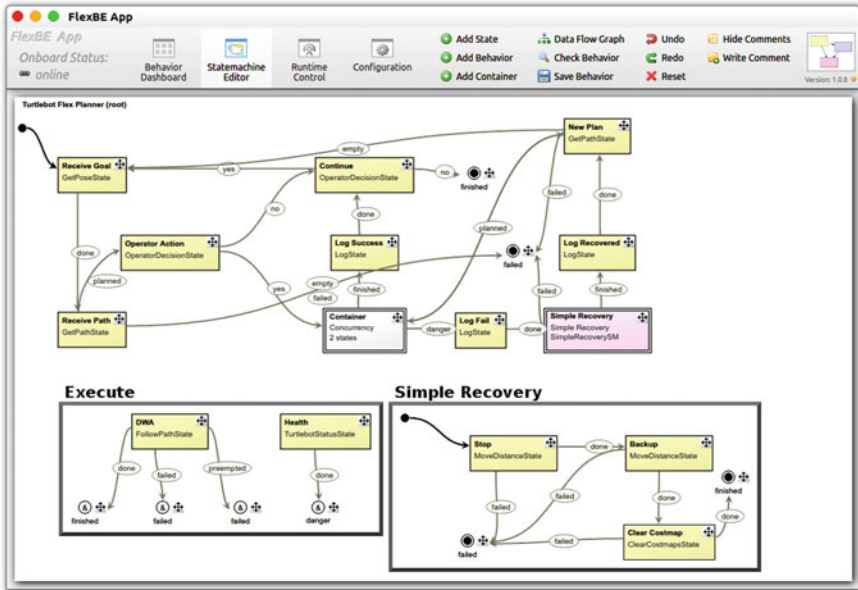 FlexBE App
FlexBE App
Onboard Status:
online
Behavior
Dashboard
Statemachine
Editor
Runtime
Control
Configuration
Add State
Add Behavior
Add Container
Data Flow Graph
Check Behavior
Save Behavior
Undo
Redo
Reset
Hide Comments
Write Comment
Version: 1.0.8
Turtlebot Flex Planner (root)
New Plan
GetPathState
empty
Receive Goal
GetPoseState
yes
Continue
OperatorDecisionState
no
finished
failed
no
done
planned
done
done
Operator Action
OperatorDecisionState
Log Success
LogState
Log Recovered
LogState
failed
planned
yes
empty
failed
finished
failed
finished
Receive Path
GetPathState
Container
Concurrency
2 states
danger
Log Fail
LogState
done
Simple Recovery
Simple Recovery
SimpleRecoverySM
Execute
DWA
FollowPathState
Health
TurtlebotStatusState
done
failed
preempted
done
&
&
&
&
finished
failed
failed
danger
Simple Recovery
Stop
MoveDistanceState
done
Backup
MoveDistanceState
failed
failed
done
finished
done
failed
failed
Clear Costmap
ClearCostmapsState